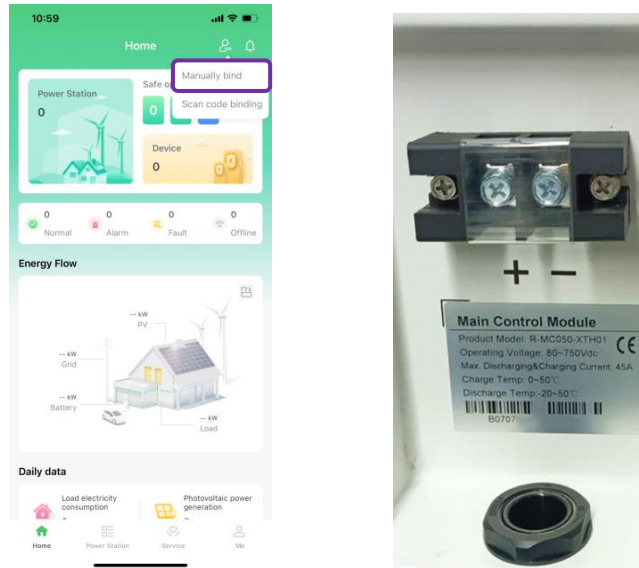 10:59
Home
Manually bind
Scan code binding
Power Station
0
Safe op
0
Device
0
0
Normal
0
Alarm
0
Fault
0
Offline
Energy Flow
-- kW
PV
-- kW
Grid
-- kW
Battery
-- kW
Load
Daily data
Load electricity
consumption
Photovoltaic power
generation
Home
Power Station
Service
Me
+ −
Main Control Module
CE
Product Model: R-MC050-XTH01
Operating Voltage: 80~750Vdc
Max. Discharging&Charging Current: 45A
Charge Temp: 0~50℃
Discharge Temp:-20~50℃
B0707